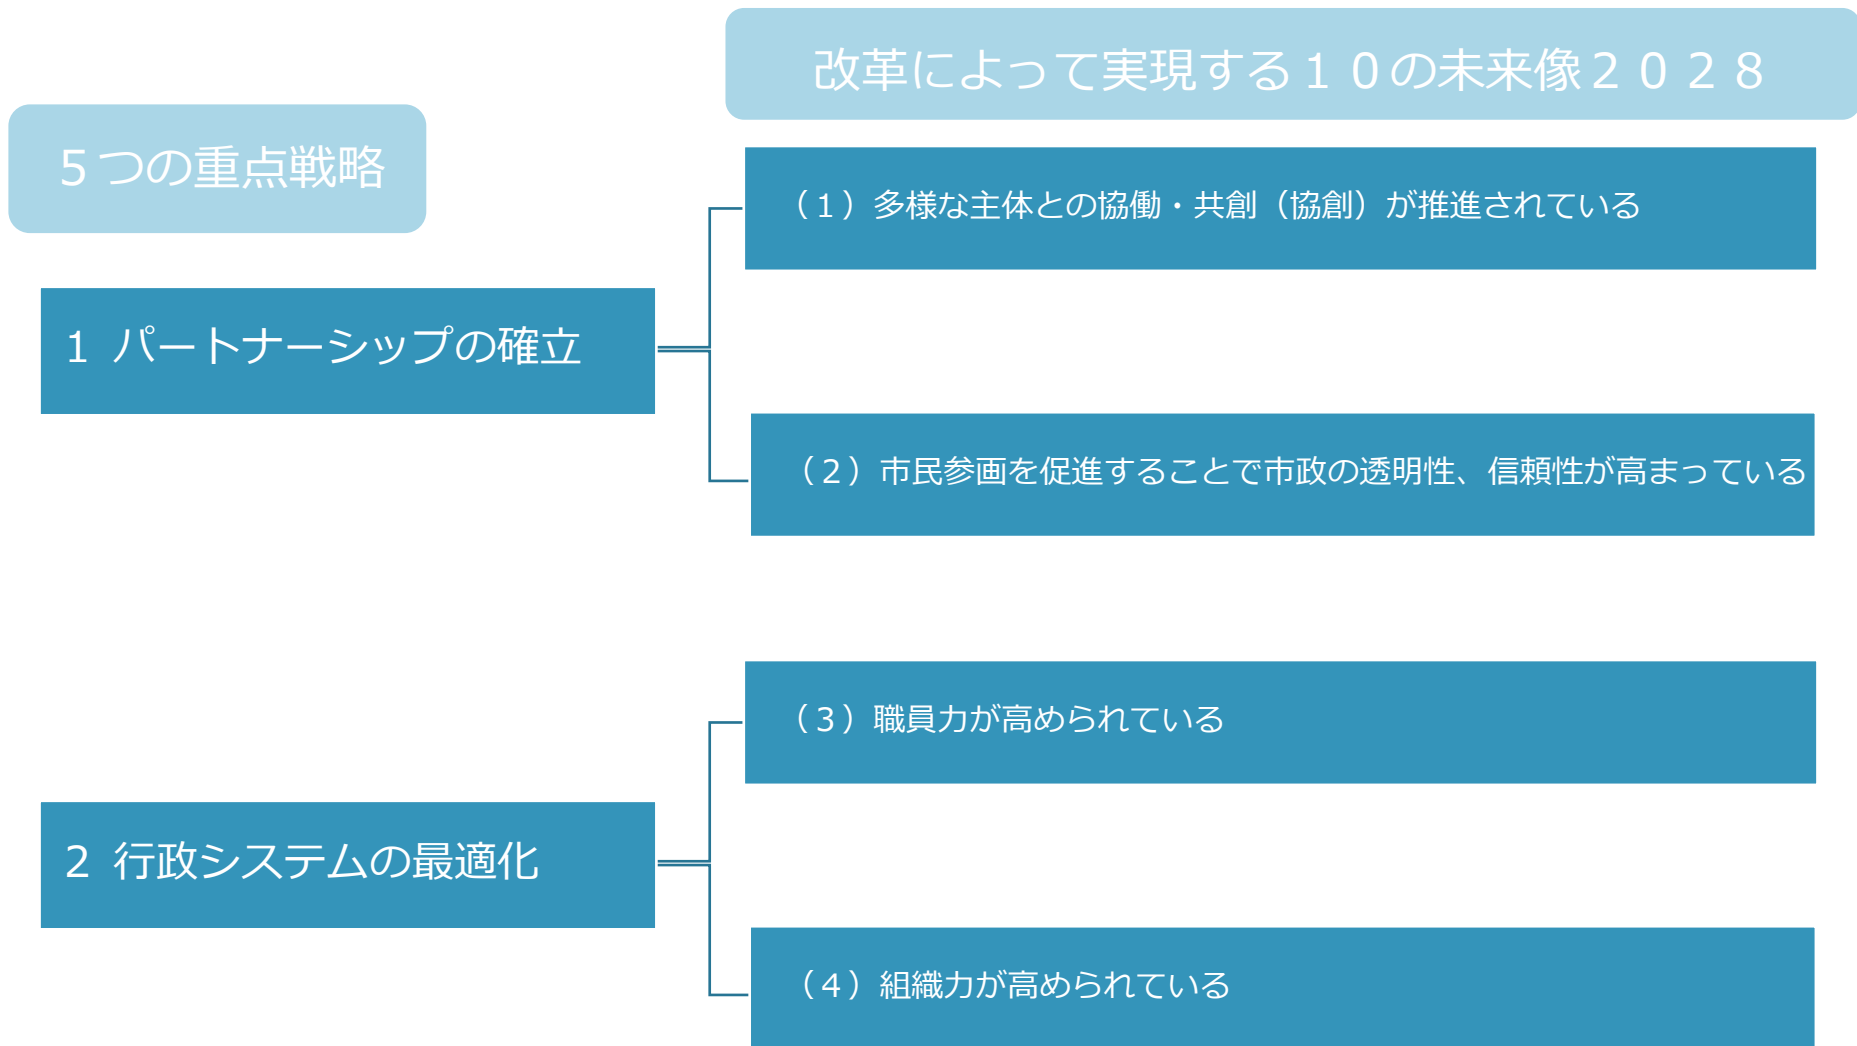 改革によって実現する１０の未来像２０２８
５つの重点戦略
（１）多様な主体との協働・共創（協創）が推進されている
1 パートナーシップの確立
（２）市民参画を促進することで市政の透明性、信頼性が高まっている
（３）職員力が高められている
2 行政システムの最適化
（４）組織力が高められている